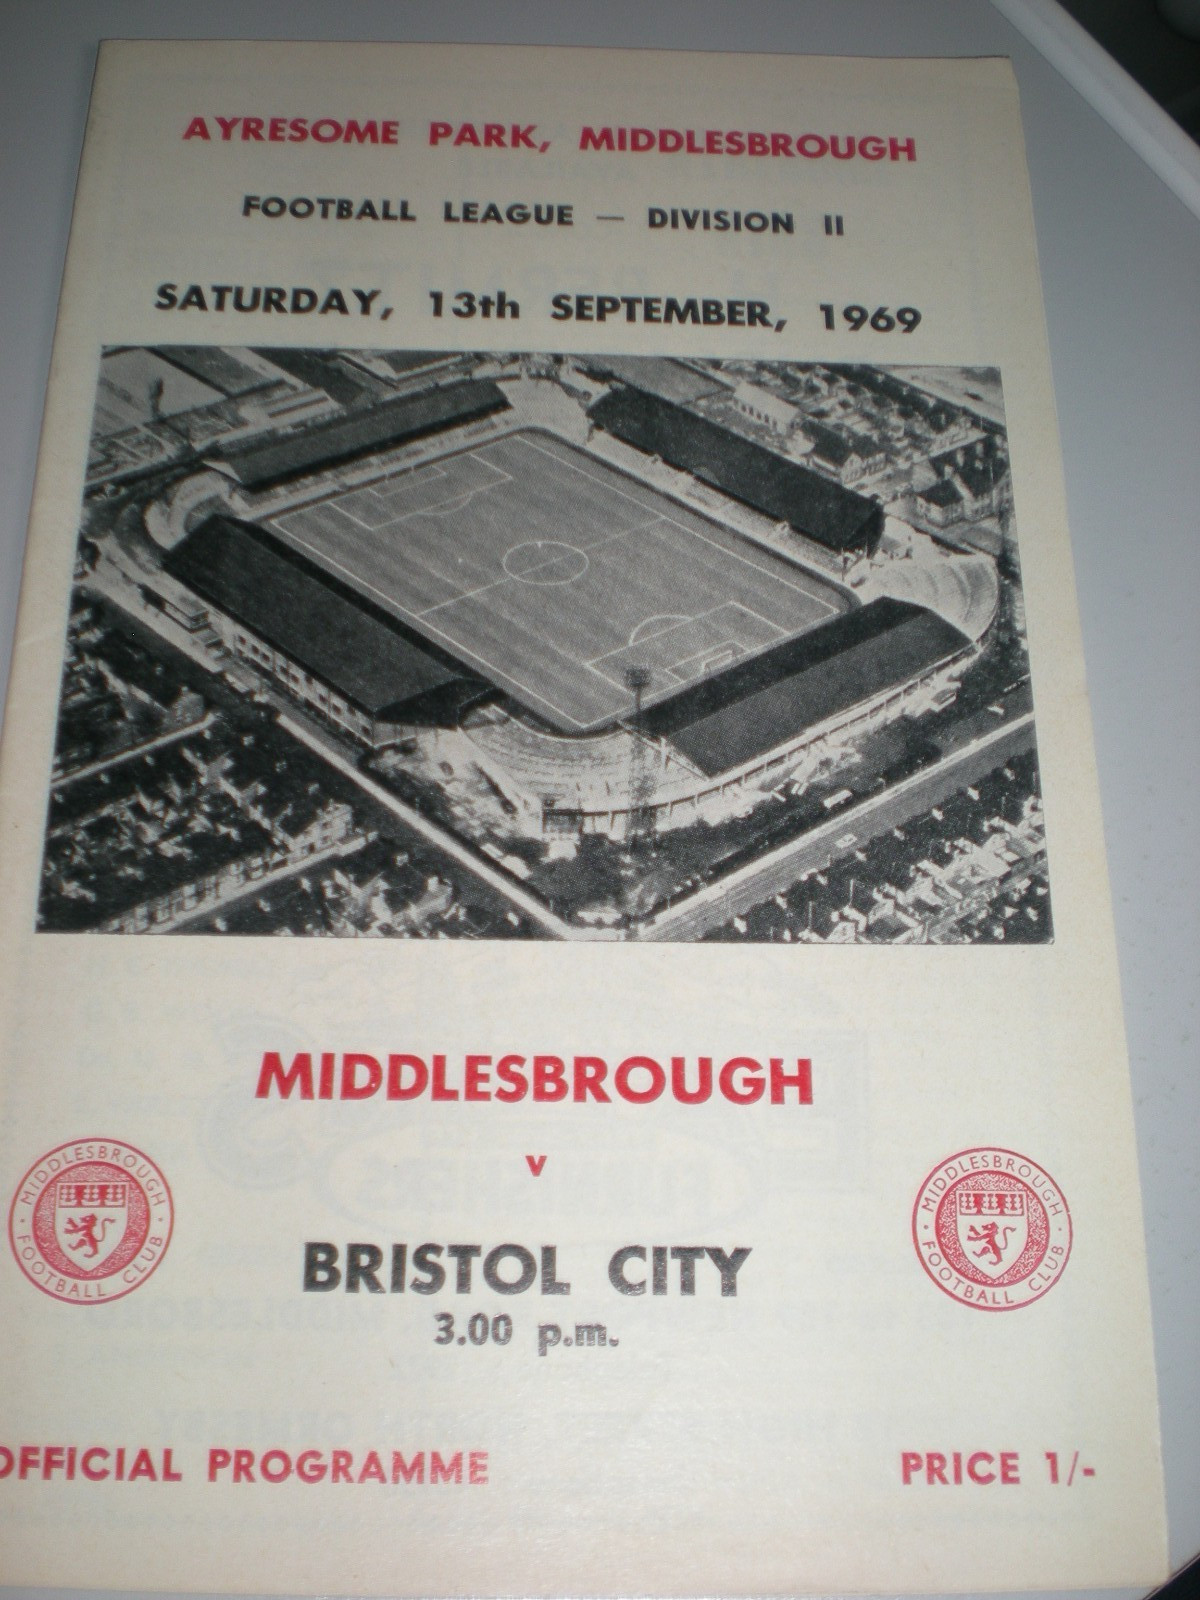 AYRESOME PARK, MIDDLESBROUGH
FOOTBALL LEAGUE — DIVISION II
SATURDAY, 13th SEPTEMBER, 1969
MIDDLESBROUGH
v
BRISTOL CITY
3.00 p.m.
MIDDLESBROUGH · FOOTBALL CLUB ·
MIDDLESBROUGH · FOOTBALL CLUB ·
OFFICIAL PROGRAMME
PRICE 1/-